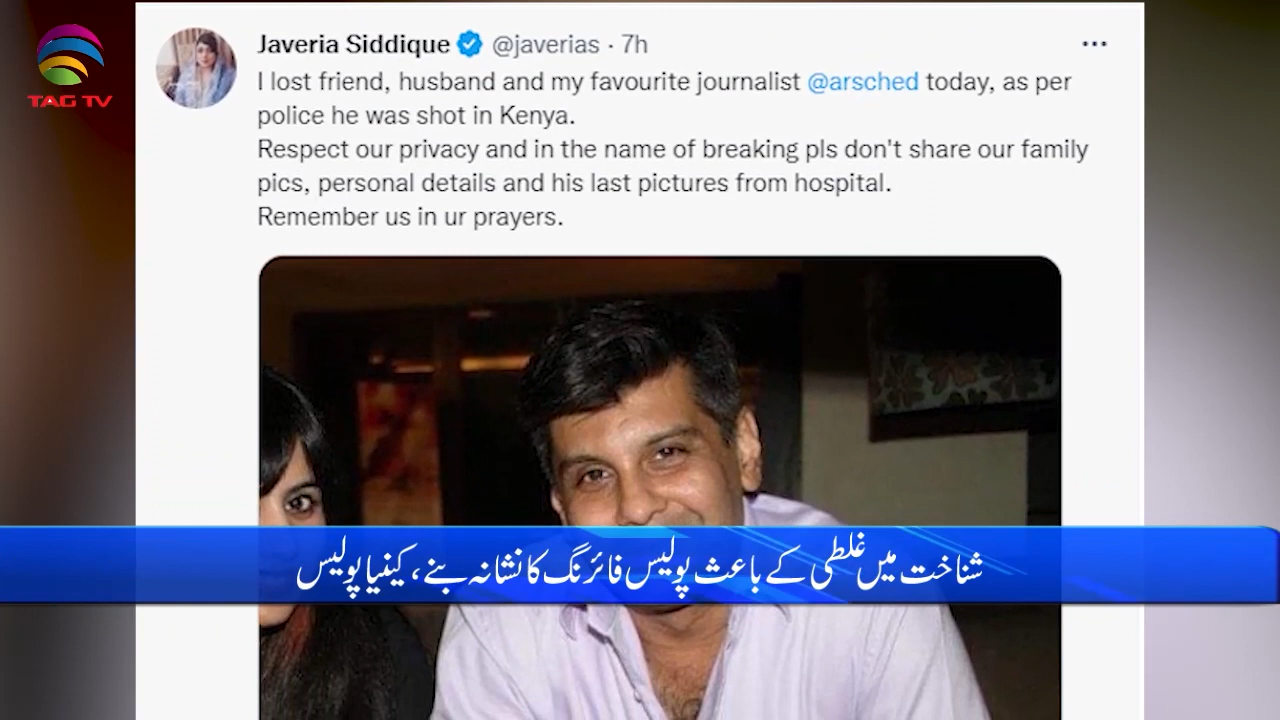 TAG TV
Javeria Siddique @javerias · 7h
I lost friend, husband and my favourite journalist @arsched today, as per
police he was shot in Kenya.
Respect our privacy and in the name of breaking pls don't share our family
pics, personal details and his last pictures from hospital.
Remember us in ur prayers.
شناخت میں غلطی کے باعث پولیس فائرنگ کا نشانہ بنے، کینیا پولیس